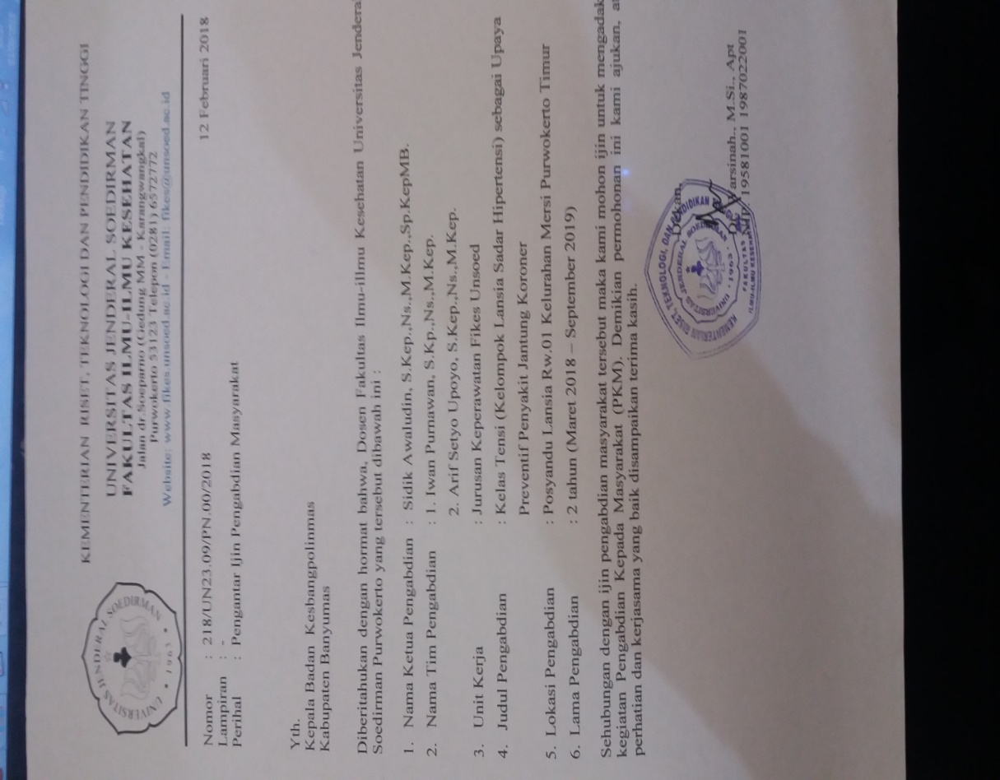 KEMENTERIAN RISET, TEKNOLOGI DAN PENDIDIKAN TINGGI
UNIVERSITAS JENDERAL SOEDIRMAN
FAKULTAS ILMU-ILMU KESEHATAN
Jalan dr.Soeparno (Gedung MM - Karangwangkal)
Purwokerto 53123 Telepon (0281) 6572772
Website: www.fikes.unsoed.ac.id - Email: fikes@unsoed.ac.id
UNIVERSITAS JENDERAL SOEDIRMAN
• 1963 •
Nomor : 218/UN23.09/PN.00/2018 12 Februari 2018
Lampiran : -
Perihal : Pengantar Ijin Pengabdian Masyarakat
Yth.
Kepala Badan Kesbangpolinmas
Kabupaten Banyumas
Diberitahukan dengan hormat bahwa, Dosen Fakultas Ilmu-illmu Kesehatan Universitas Jendera
Soedirman Purwokerto yang tersebut dibawah ini :
1. Nama Ketua Pengabdian : Sidik Awaludin, S.Kep.,Ns.,M.Kep.,Sp.KepMB.
2. Nama Tim Pengabdian : 1. Iwan Purnawan, S.Kp.,Ns.,M.Kep.
2. Arif Setyo Upoyo, S.Kep.,Ns.,M.Kep.
3. Unit Kerja : Jurusan Keperawatan Fikes Unsoed
4. Judul Pengabdian : Kelas Tensi (Kelompok Lansia Sadar Hipertensi) sebagai Upaya
Preventif Penyakit Jantung Koroner
5. Lokasi Pengabdian : Posyandu Lansia Rw.01 Kelurahan Mersi Purwokerto Timur
6. Lama Pengabdian : 2 tahun (Maret 2018 – September 2019)
Sehubungan dengan ijin pengabdian masyarakat tersebut maka kami mohon ijin untuk mengadak
kegiatan Pengabdian Kepada Masyarakat (PKM). Demikian permohonan ini kami ajukan, at
perhatian dan kerjasama yang baik disampaikan terima kasih.
Dekan,
KEMENTERIAN RISET, TEKNOLOGI, DAN PENDIDIKAN
UNIVERSITAS JENDERAL SOEDIRMAN
• 1963 •
FAKULTAS
ILMU-ILMU KESEHATAN
Warsinah., M.Si., Apt
NIP. 19581001 1987022001